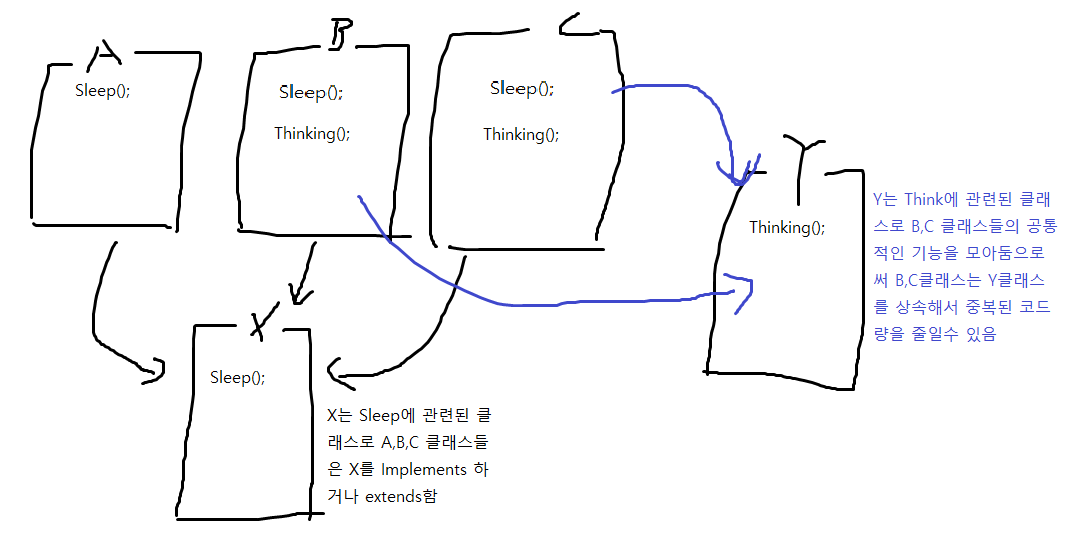 A
Sleep();
B
Sleep();
Thinking();
C
Sleep();
Thinking();
Y
Thinking();
Y는 Think에 관련된 클래
스로 B,C 클래스들의 공통
적인 기능을 모아둠으로
써 B,C클래스는 Y클래스
를 상속해서 중복된 코드
량을 줄일수 있음
X
Sleep();
X는 Sleep에 관련된 클
래스로 A,B,C 클래스들
은 X를 Implements 하
거나 extends함